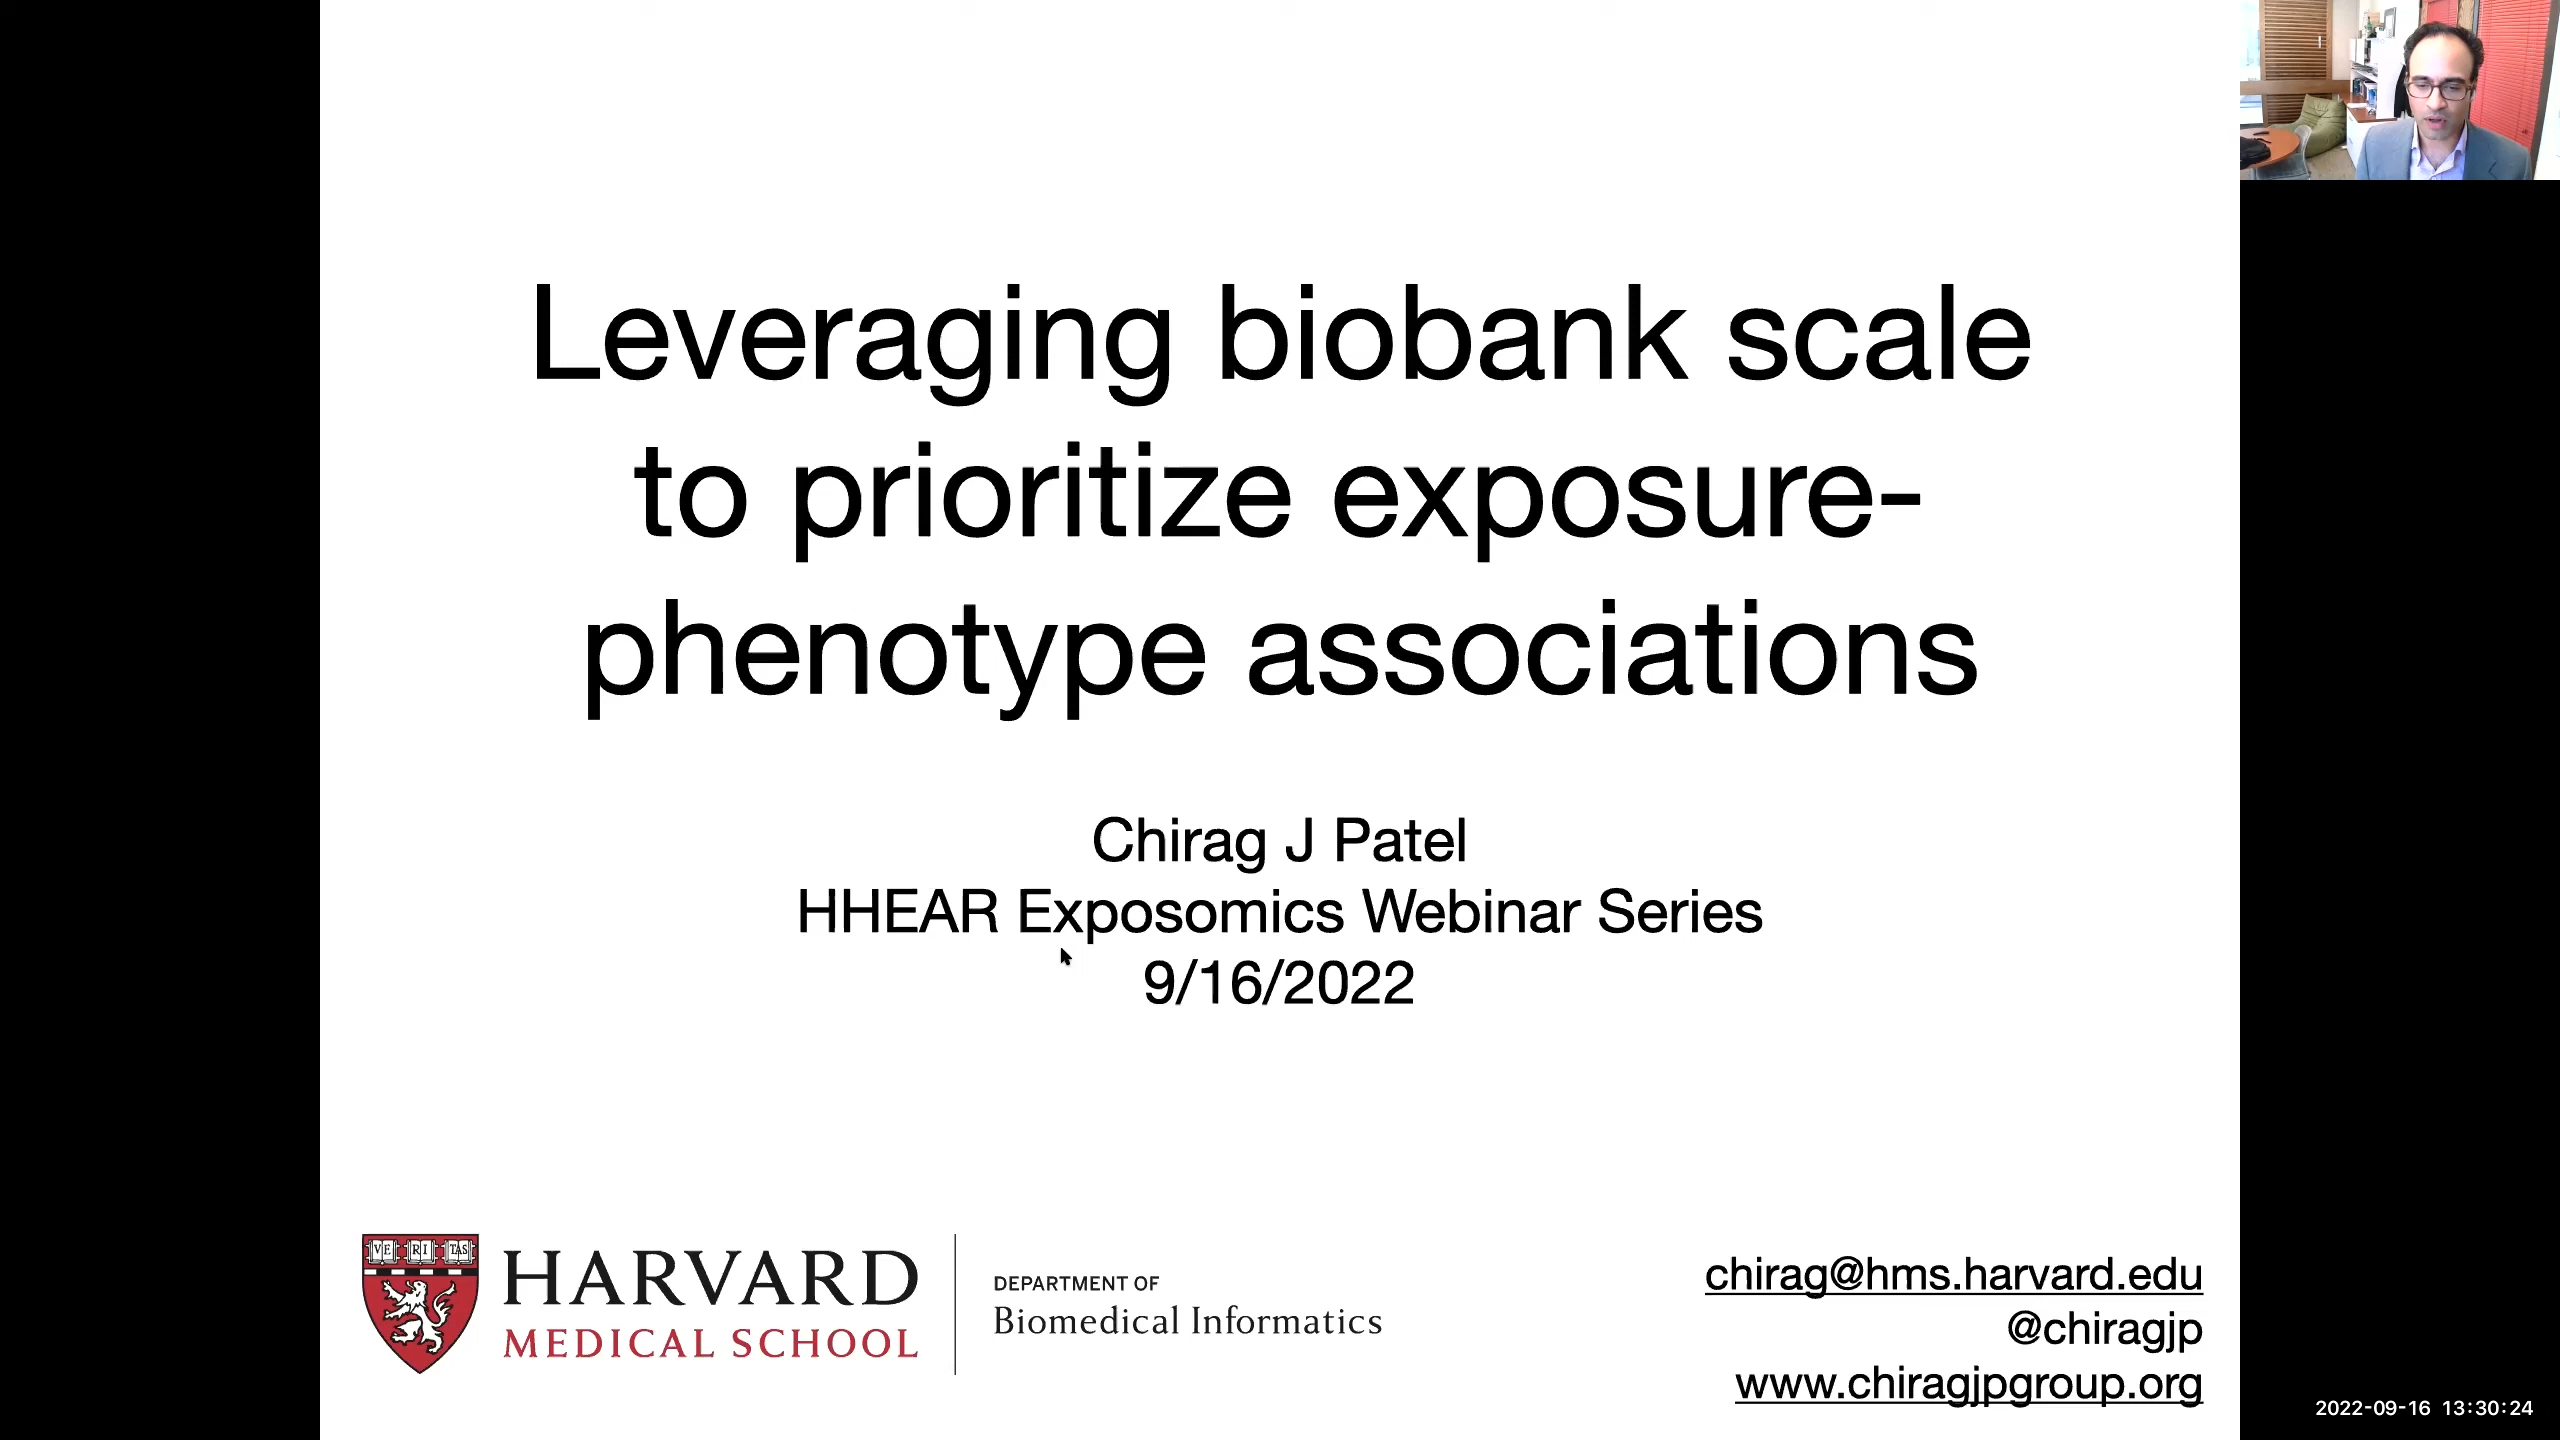 Leveraging biobank scale
to prioritize exposure-
phenotype associations
Chirag J Patel
HHEAR Exposomics Webinar Series
9/16/2022
VE RI TAS
HARVARD
MEDICAL SCHOOL
DEPARTMENT OF
Biomedical Informatics
chirag@hms.harvard.edu
@chiragjp
www.chiragjpgroup.org
2022-09-16 13:30:24